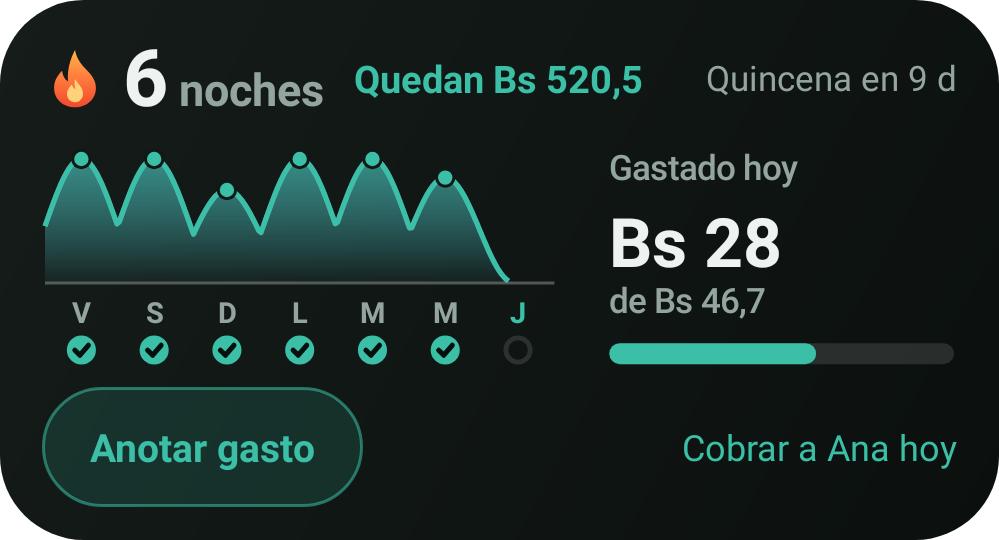 6 noches
Quedan Bs 520,5
Quincena en 9 d
V S D L M M J
Gastado hoy
Bs 28
de Bs 46,7
Anotar gasto
Cobrar a Ana hoy